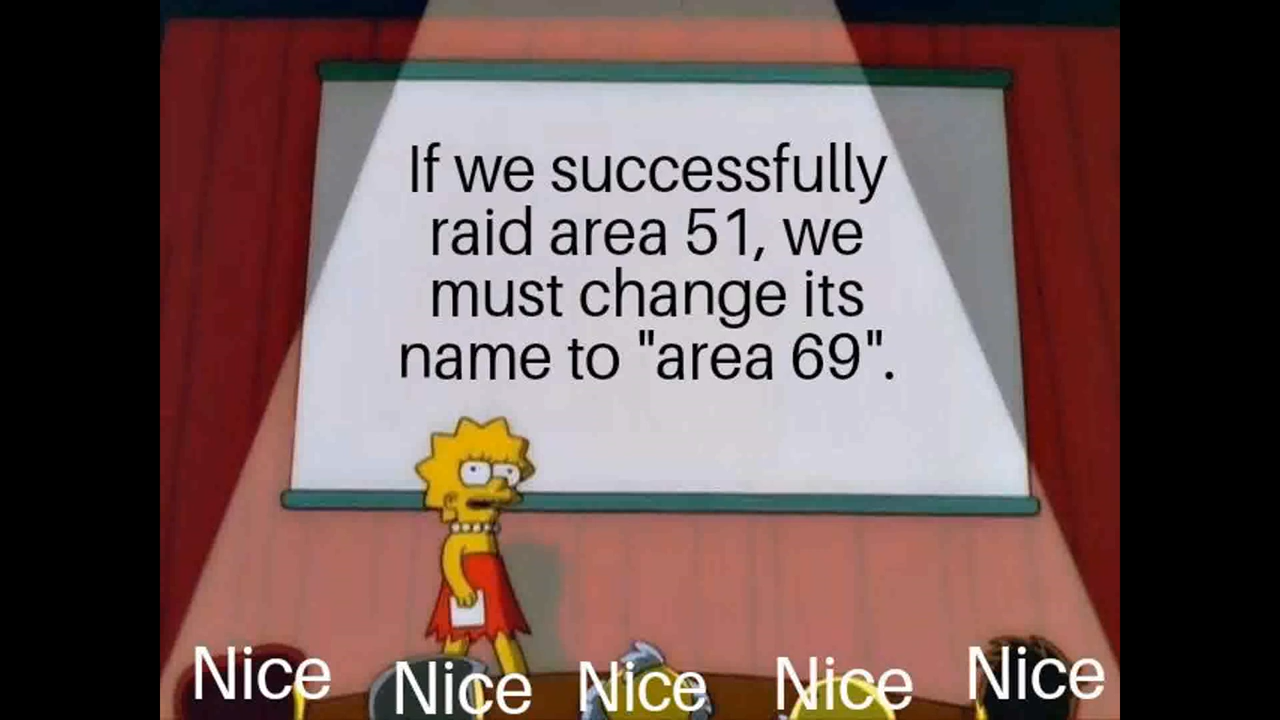 If we successfully
raid area 51, we
must change its
name to "area 69".
Nice Nice Nice Nice Nice